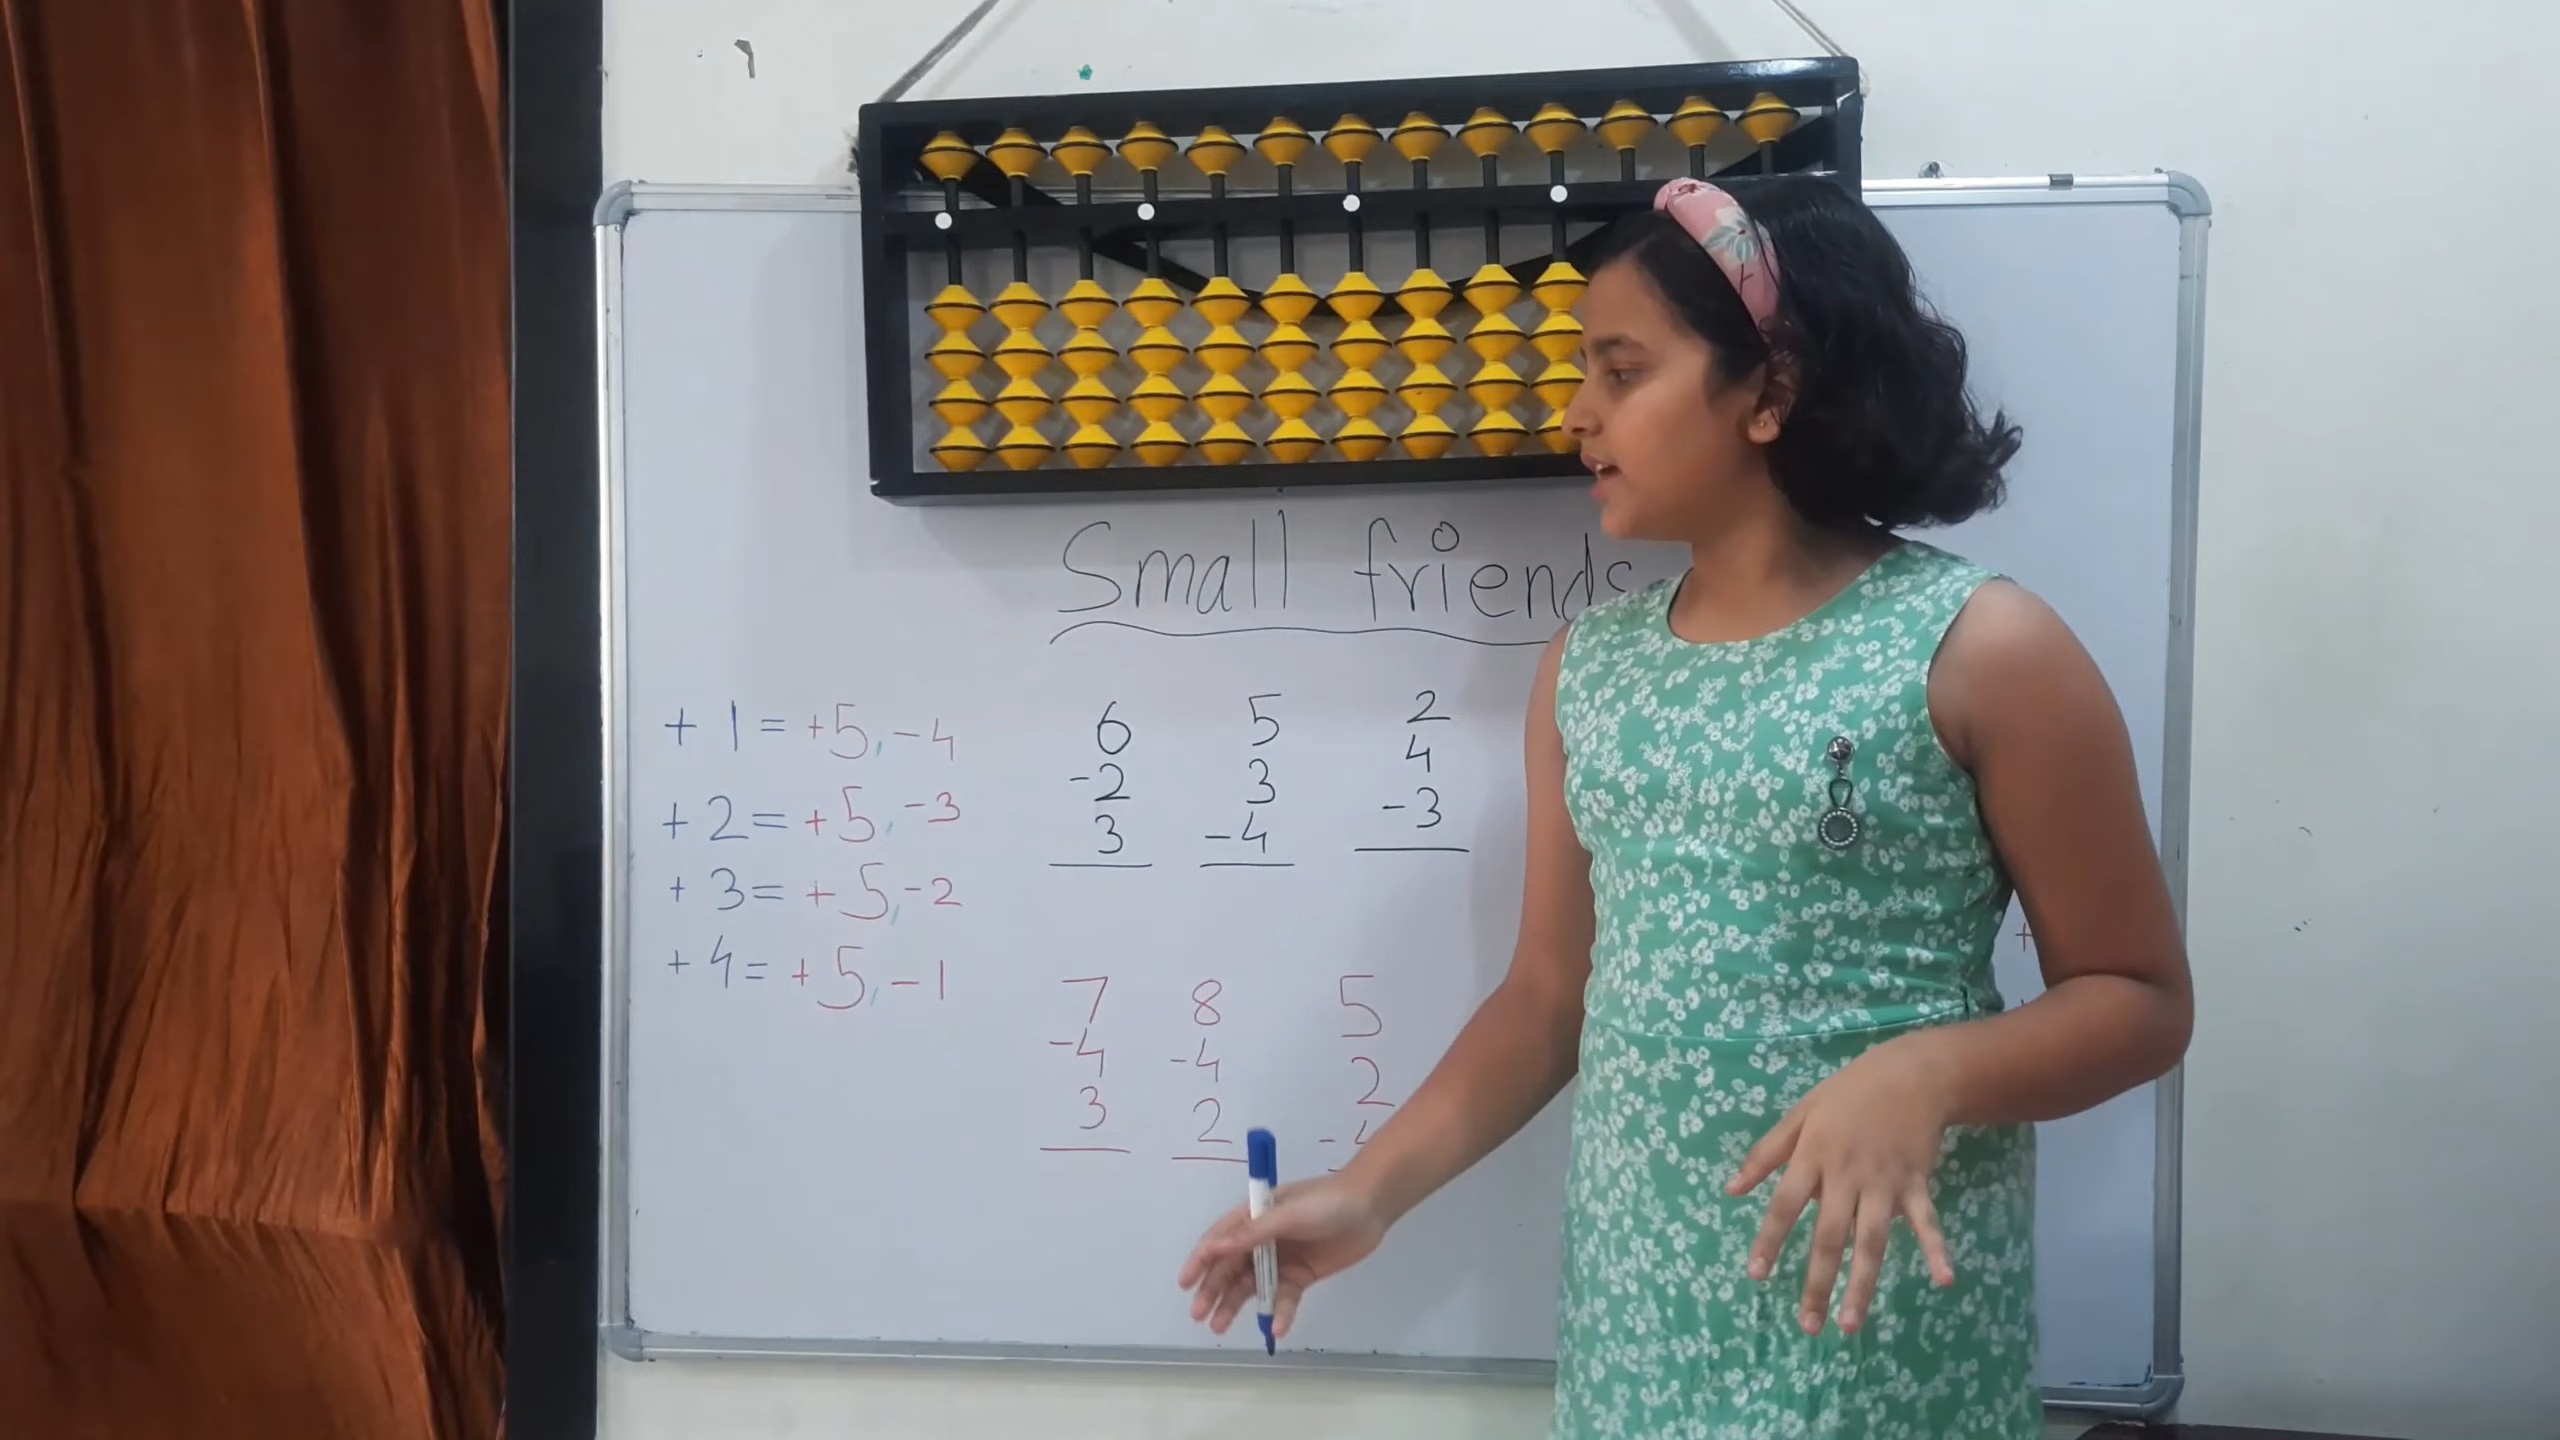 Small friends
+ 1 = +5, -4
+ 2 = +5, -3
+ 3 = +5, -2
+ 4 = +5, -1
6 5 2
-2 3 4
3 -4 -3
7 8 5
-4 -4 2
3 2 -4
+